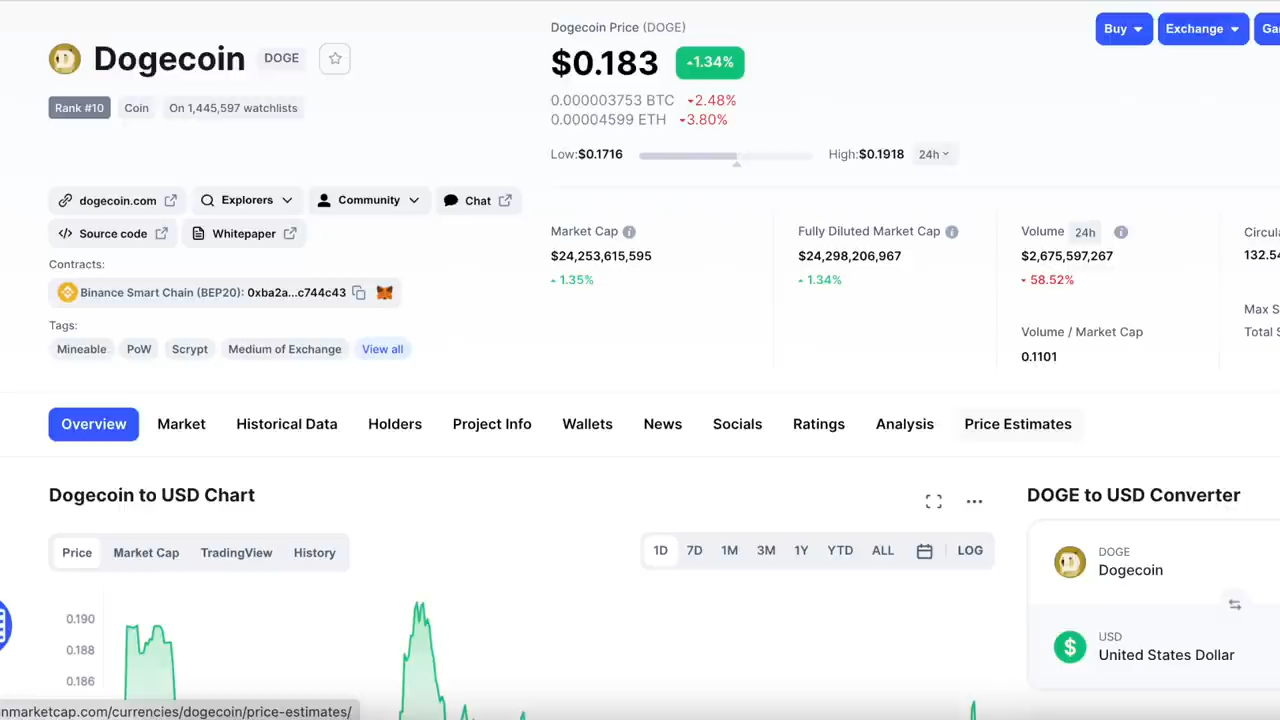 Dogecoin DOGE
Rank #10 Coin On 1,445,597 watchlists
dogecoin.com Explorers Community Chat
Source code Whitepaper
Contracts:
Binance Smart Chain (BEP20): 0xba2a...c744c43
Tags:
Mineable PoW Scrypt Medium of Exchange View all
Dogecoin Price (DOGE)
$0.183 1.34%
0.000003753 BTC 2.48%
0.00004599 ETH 3.80%
Low:$0.1716 High:$0.1918 24h
Buy Exchange Ga
Market Cap
$24,253,615,595
1.35%
Fully Diluted Market Cap
$24,298,206,967
1.34%
Volume 24h
$2,675,597,267
58.52%
Volume / Market Cap
0.1101
Circula
132.54
Max S
Total S
Overview Market Historical Data Holders Project Info Wallets News Socials Ratings Analysis Price Estimates
Dogecoin to USD Chart
Price Market Cap TradingView History
1D 7D 1M 3M 1Y YTD ALL LOG
0.190
0.188
0.186
DOGE to USD Converter
DOGE
Dogecoin
USD
United States Dollar
nmarketcap.com/currencies/dogecoin/price-estimates/